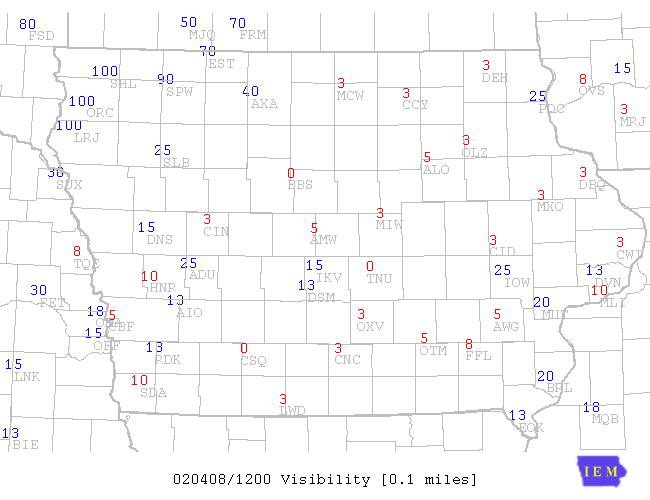 80 FSD
50 MJQ
70 FRM
70 EST
100 SHL
90 SPW
40 AXA
3 MCW
3 CCY
3 DEH
25 PDC
8 OVS
15
3 MRJ
100 ORC
100 LRJ
25 SLB
0 EBS
5 ALO
3 OLZ
3 DBQ
30 SUX
3 MXO
15 DNS
3 CIN
5 AMW
3 MIW
3 CID
3 CWI
8 TQE
10 HNR
25 ADU
15 IKV
13 DSM
0 TNU
25 IOW
13 DVN
10 MLI
30 FET
18
5 CBF
13 AIO
3 OXV
5 AWG
20 MUT
15 OFF
13 RDK
0 CSQ
3 CNC
5 OTM
8 FFL
15 LNK
10 SDA
3 LWD
20 BRL
13 EOK
18 MQB
13 BIE
020408/1200 Visibility [0.1 miles]
IEM